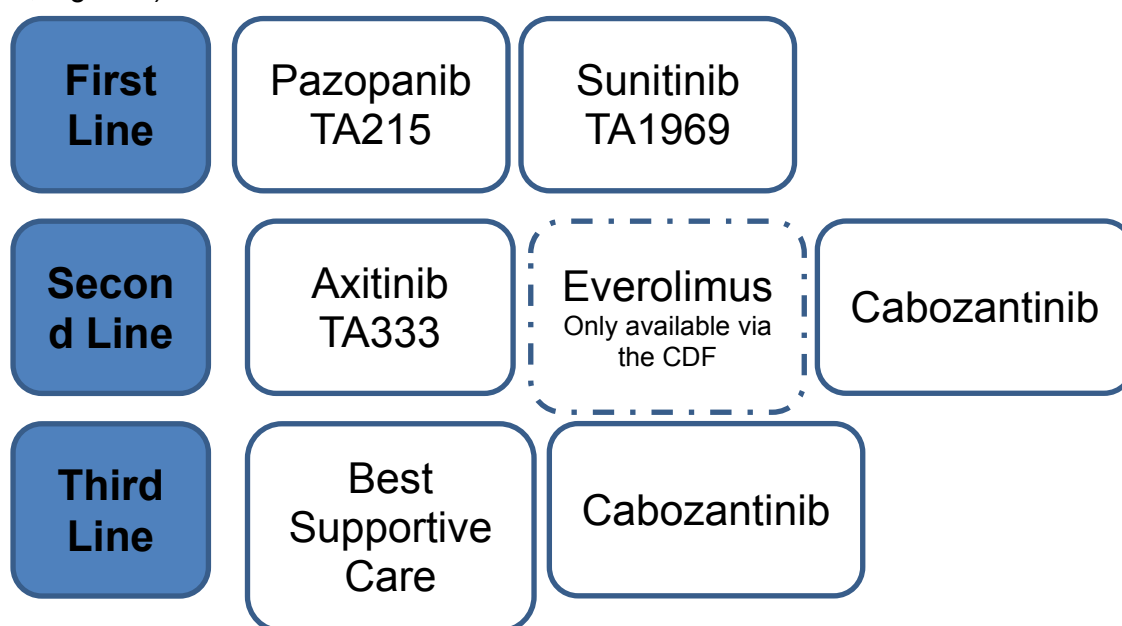 First
Line
Pazopanib
TA215
Sunitinib
TA1969
Secon
d Line
Axitinib
TA333
Everolimus
Only available via
the CDF
Cabozantinib
Third
Line
Best
Supportive
Care
Cabozantinib